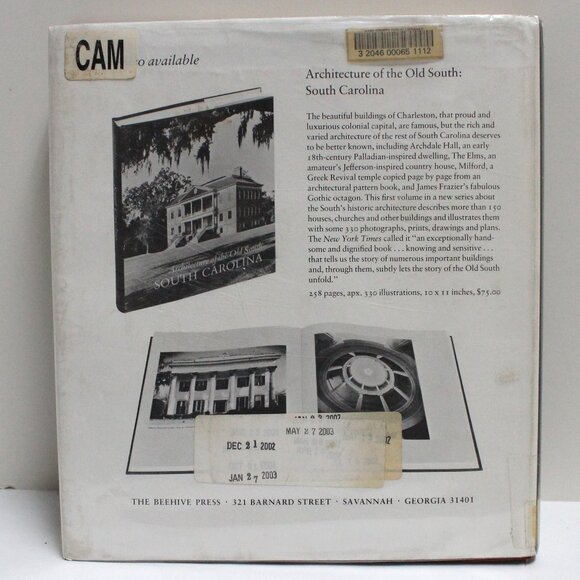 CAM
o available
3 2046 00065 1112
Architecture of the Old South:
South Carolina
The beautiful buildings of Charleston, that proud and
luxurious colonial capital, are famous, but the rich and
varied architecture of the rest of South Carolina deserves
to be better known, including Archdale Hall, an early
18th-century Palladian-inspired dwelling, The Elms, an
amateur's Jefferson-inspired country house, Milford, a
Greek Revival temple copied page by page from an
architectural pattern book, and James Frazier's fabulous
Gothic octagon. This first volume in a new series about
the South's historic architecture describes more than 150
houses, churches and other buildings and illustrates them
with some 330 photographs, prints, drawings and plans.
The New York Times called it "an exceptionally hand-
some and dignified book . . . knowing and sensitive . . .
that tells us the story of numerous important buildings
and, through them, subtly lets the story of the Old South
unfold."
258 pages, apx. 330 illustrations, 10 x 11 inches, $75.00
Architecture of the Old South
SOUTH CAROLINA
MAY 27 2003
DEC 21 2002
JAN 27 2003
THE BEEHIVE PRESS · 321 BARNARD STREET · SAVANNAH · GEORGIA 31401